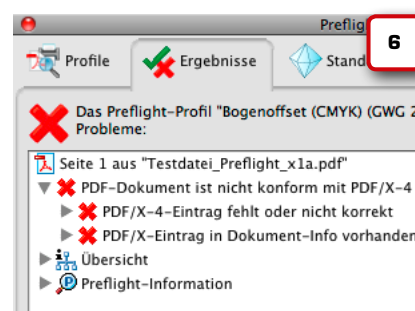 Preflig
6
Profile
Ergebnisse
Stand
Das Preflight-Profil "Bogenoffset (CMYK) (GWG 2
Probleme:
Seite 1 aus "Testdatei_Preflight_x1a.pdf"
PDF-Dokument ist nicht konform mit PDF/X-4
PDF/X-4-Eintrag fehlt oder nicht korrekt
PDF/X-Eintrag in Dokument-Info vorhanden
Übersicht
Preflight-Information